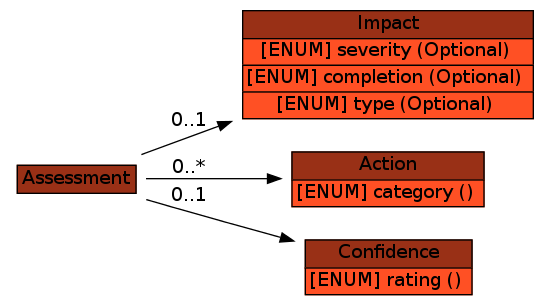 Impact
[ENUM] severity (Optional)
[ENUM] completion (Optional)
[ENUM] type (Optional)
0..1
Assessment
0..*
Action
[ENUM] category ()
0..1
Confidence
[ENUM] rating ()